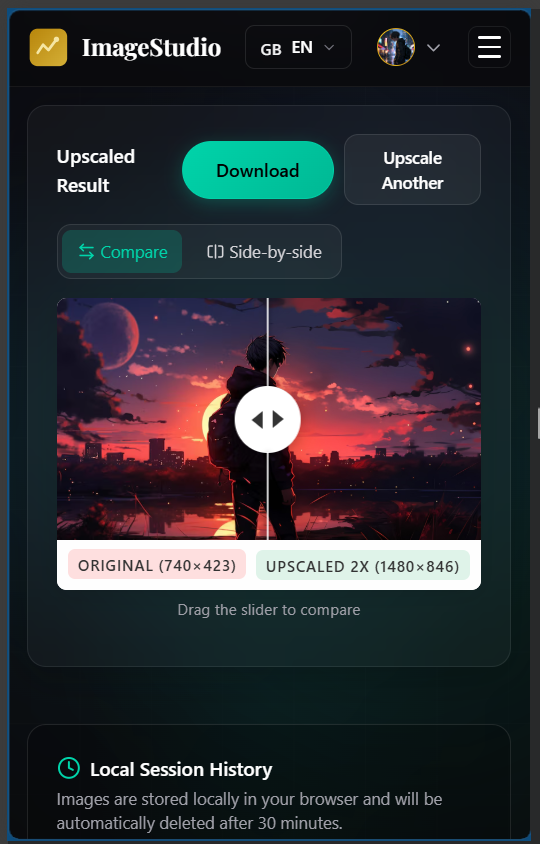 ImageStudio
GB EN
Upscaled
Result
Download
Upscale
Another
Compare
Side-by-side
ORIGINAL (740×423)
UPSCALED 2X (1480×846)
Drag the slider to compare
Local Session History
Images are stored locally in your browser and will be
automatically deleted after 30 minutes.